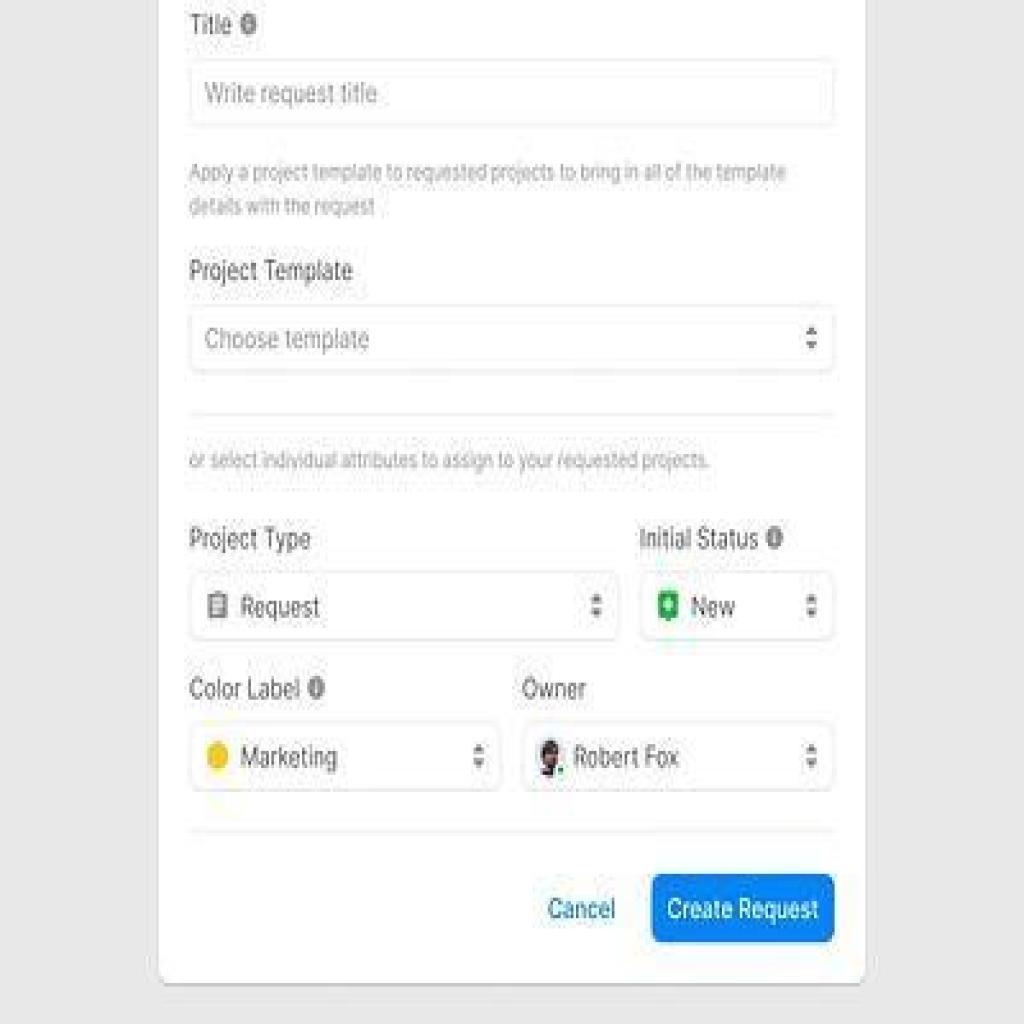 Title
Write request title
Apply a project template to requested projects to bring in all of the template
details with the request
Project Template
Choose template
or select individual attributes to assign to your requested projects.
Project Type
Initial Status
Request
New
Color Label
Owner
Marketing
Robert Fox
Cancel
Create Request